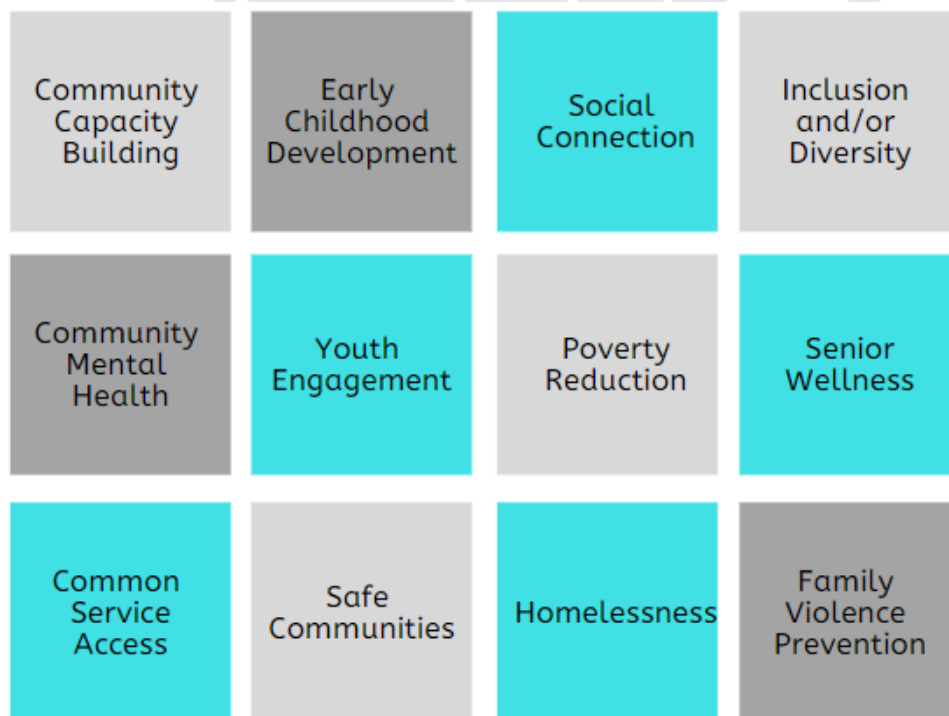 Community
Capacity
Building
Early
Childhood
Development
Social
Connection
Inclusion
and/or
Diversity
Community
Mental
Health
Youth
Engagement
Poverty
Reduction
Senior
Wellness
Common
Service
Access
Safe
Communities
Homelessness
Family
Violence
Prevention